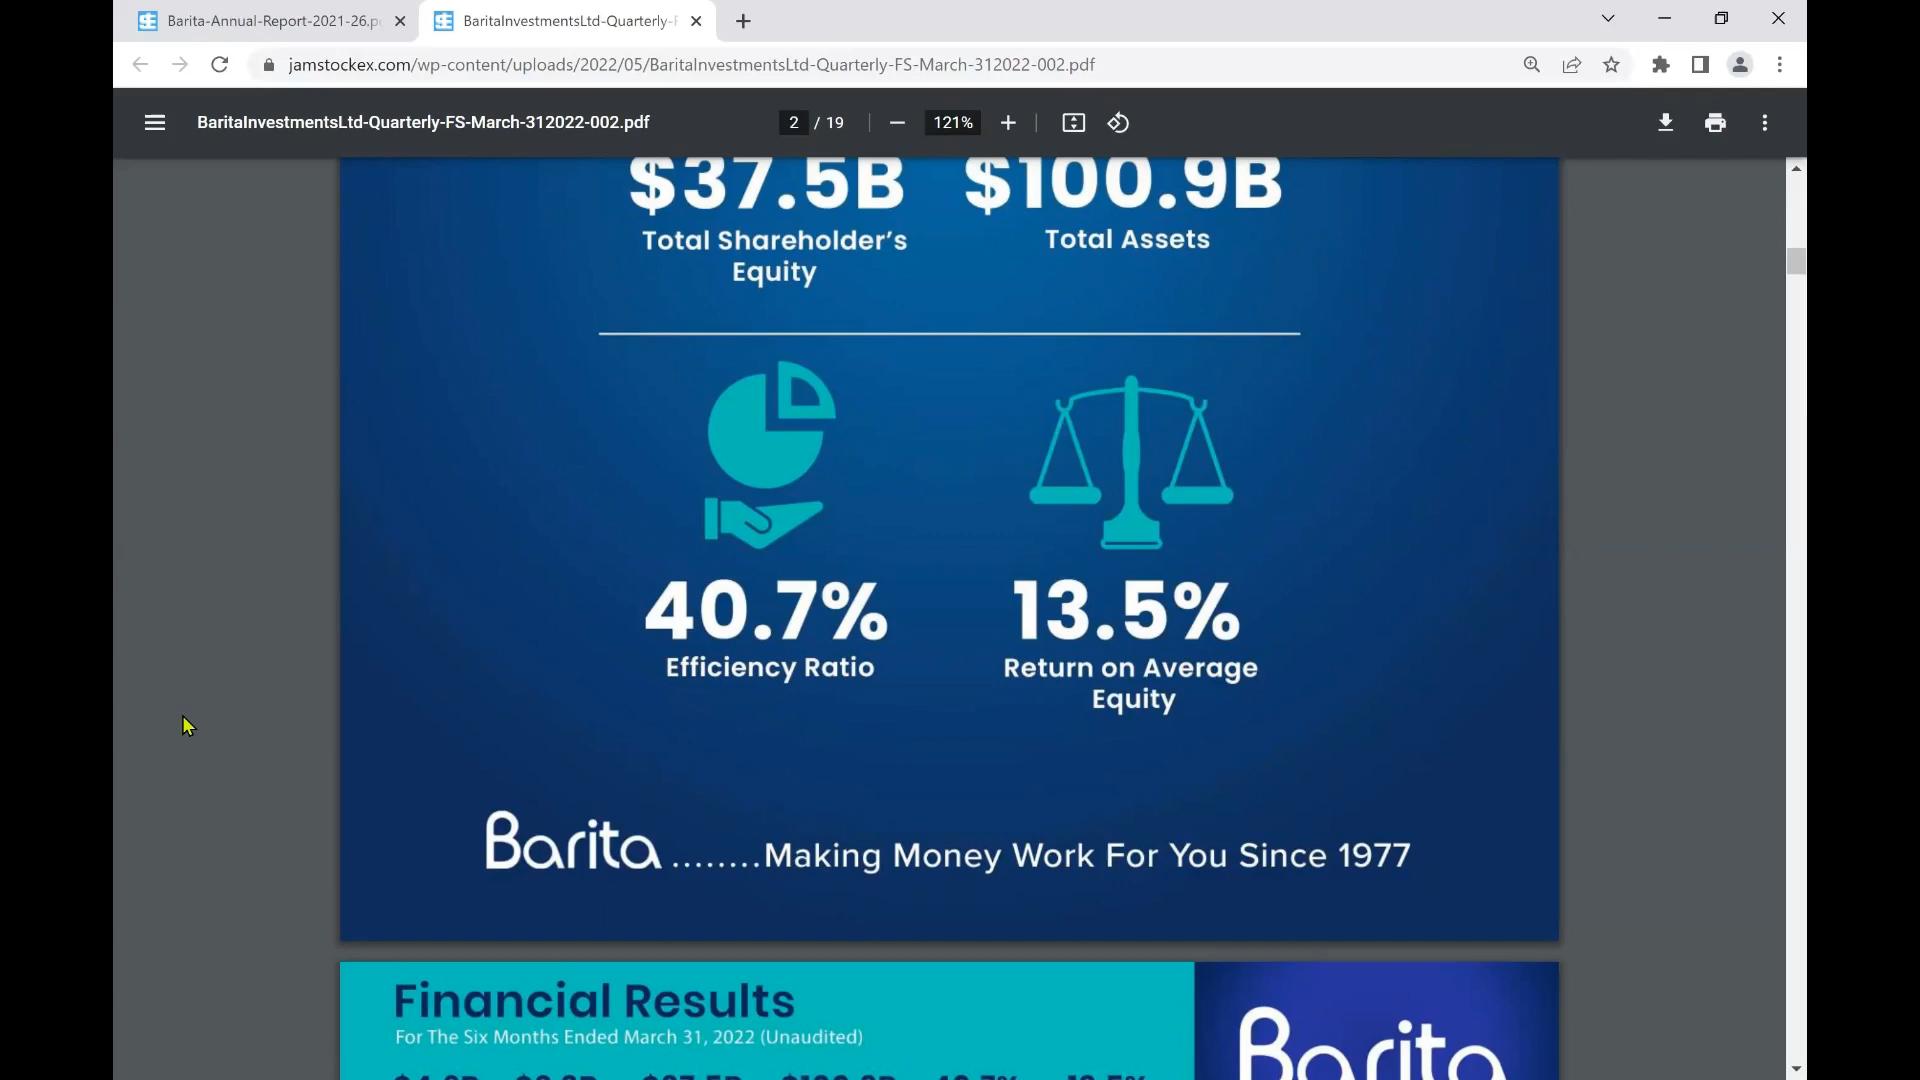 Barita-Annual-Report-2021-26.p
BaritaInvestmentsLtd-Quarterly-F
jamstockex.com/wp-content/uploads/2022/05/BaritaInvestmentsLtd-Quarterly-FS-March-312022-002.pdf
BaritaInvestmentsLtd-Quarterly-FS-March-312022-002.pdf
2 / 19
121%
$37.5B $100.9B
Total Shareholder's Total Assets
Equity
40.7% 13.5%
Efficiency Ratio Return on Average
Equity
Barita ........Making Money Work For You Since 1977
Financial Results
For The Six Months Ended March 31, 2022 (Unaudited)
Barita